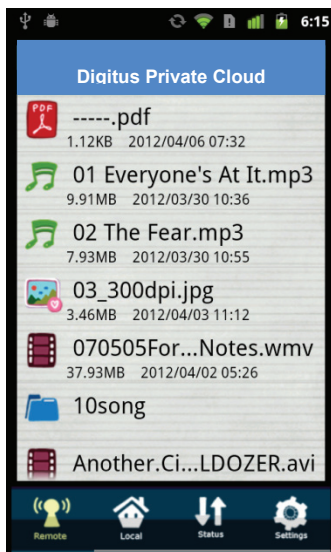 6:15
Digitus Private Cloud
PDF
-----.pdf
1.12KB 2012/04/06 07:32
01 Everyone's At It.mp3
9.91MB 2012/03/30 10:36
02 The Fear.mp3
7.93MB 2012/03/30 10:55
03_300dpi.jpg
3.46MB 2012/04/03 11:12
070505For...Notes.wmv
37.93MB 2012/04/02 05:26
10song
Another.Ci...LDOZER.avi
Remote Local Status Settings